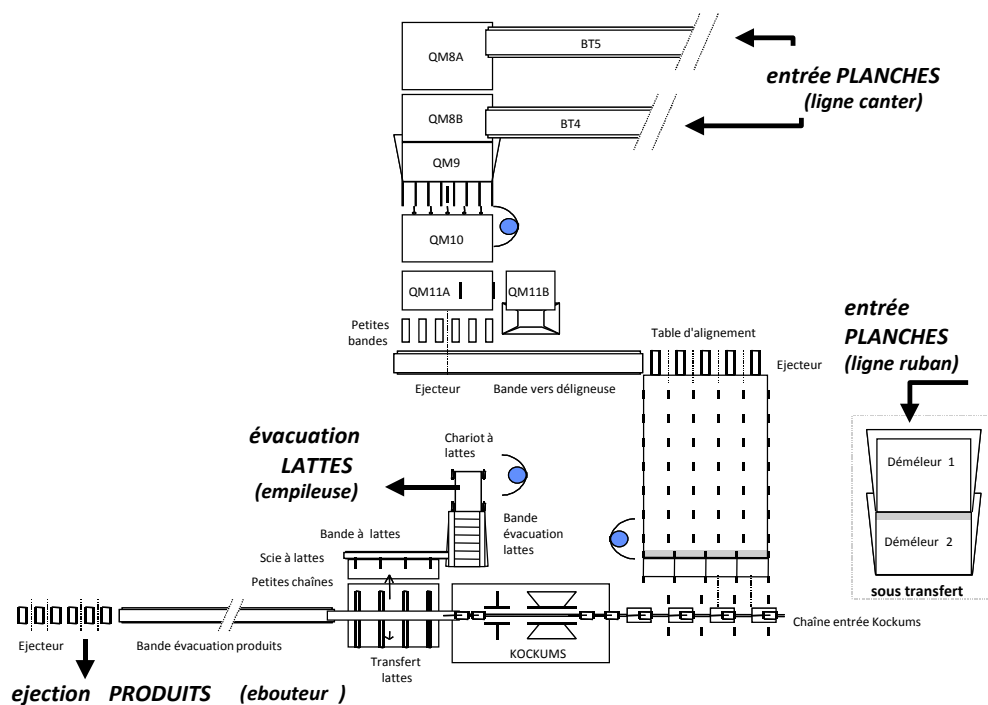 QM8A
BT5
entrée PLANCHES
(ligne canter)
QM8B
BT4
QM9
QM10
QM11A
QM11B
Petites
bandes
Table d'alignement
Ejecteur
entrée
PLANCHES
(ligne ruban)
Ejecteur
Bande vers déligneuse
évacuation
LATTES
(empileuse)
Chariot à
lattes
Déméleur 1
Bande
évacuation
lattes
Bande à lattes
Déméleur 2
Scie à lattes
Petites chaînes
sous transfert
Chaîne entrée Kockums
Ejecteur
Bande évacuation produits
Transfert
lattes
KOCKUMS
ejection PRODUITS (ebouteur )